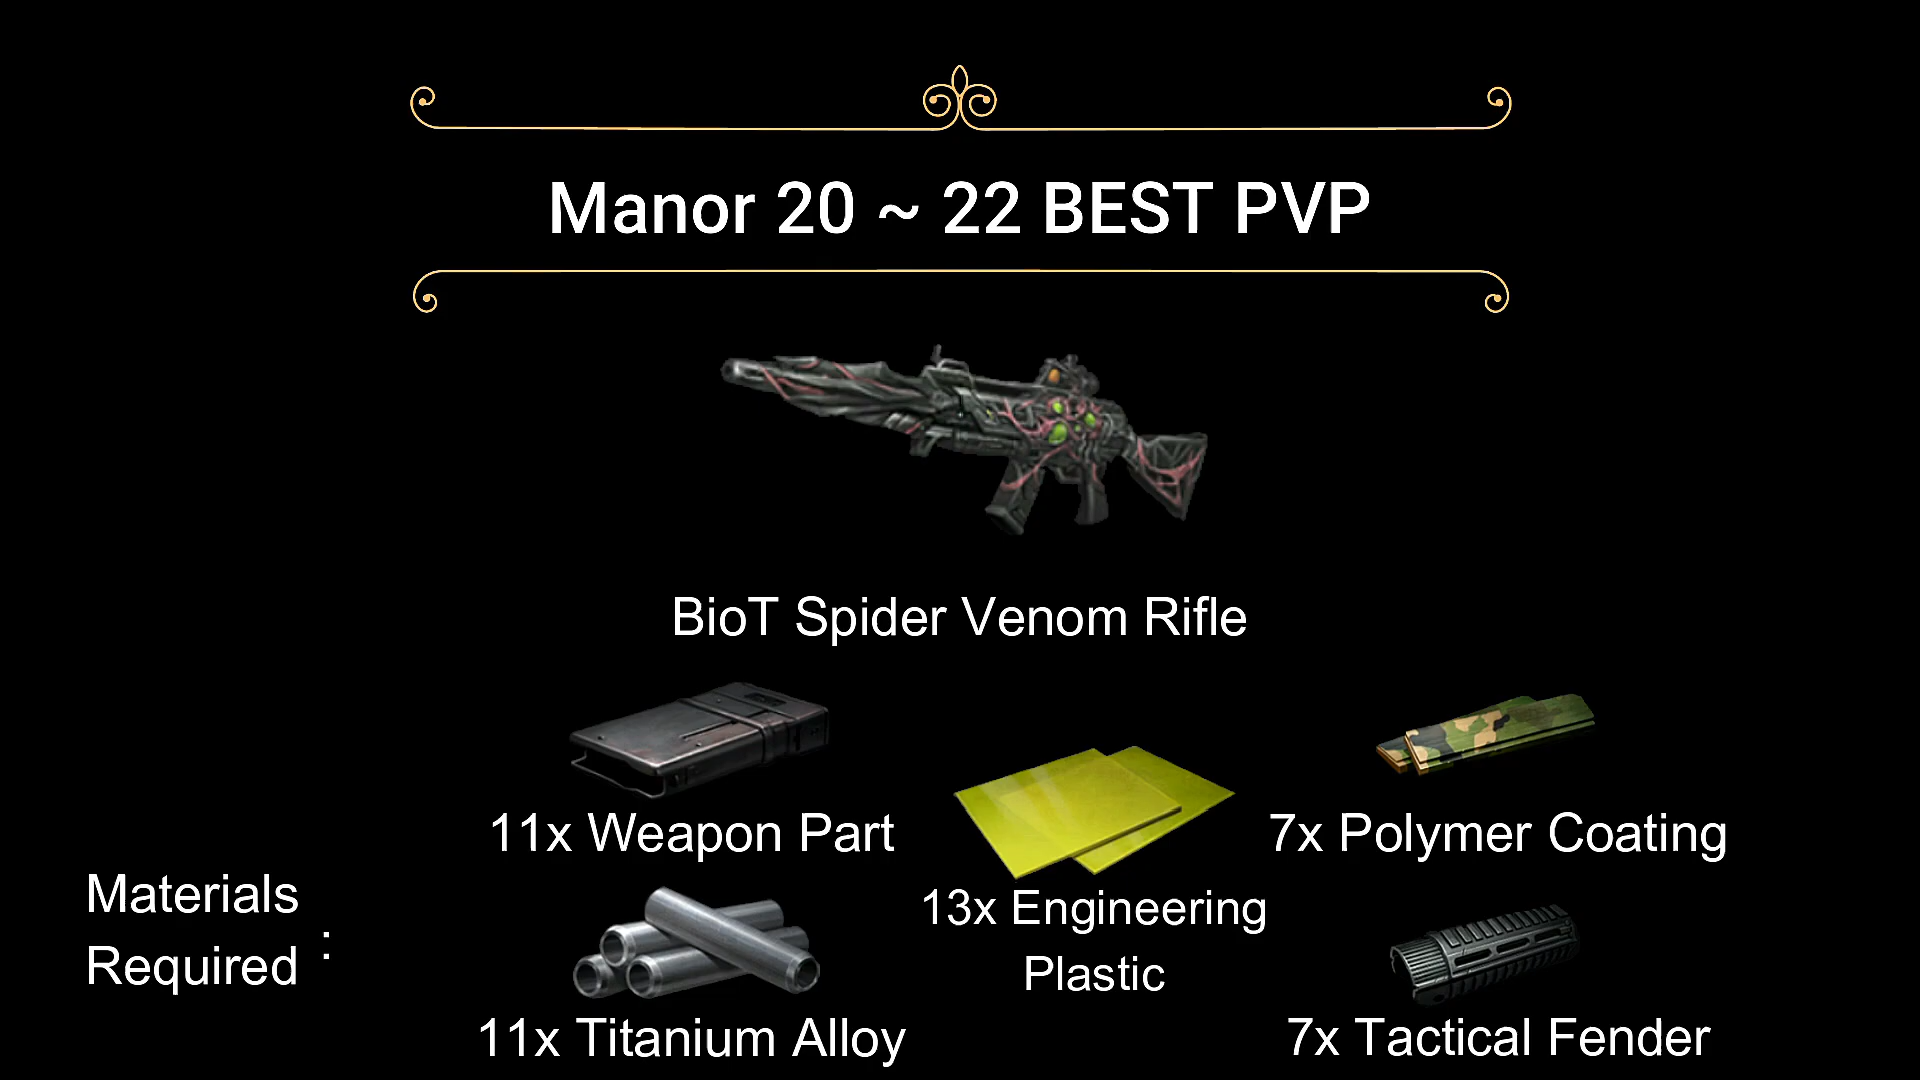 Manor 20 ~ 22 BEST PVP
BioT Spider Venom Rifle
11x Weapon Part
7x Polymer Coating
Materials
Required :
13x Engineering
Plastic
11x Titanium Alloy
7x Tactical Fender